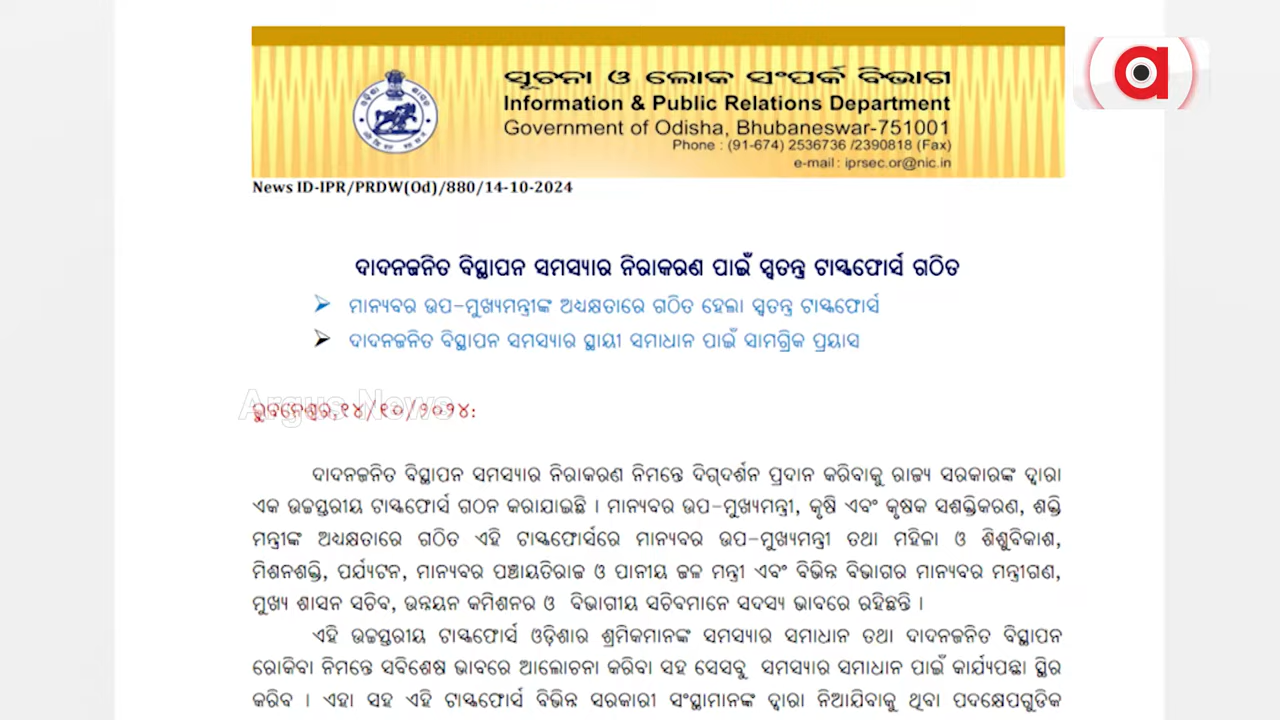 ସୂଚନା ଓ ଲୋକ ସଂପର୍କ ବିଭାଗ
Information & Public Relations Department
Government of Odisha, Bhubaneswar-751001
Phone : (91-674) 2536736 /2390818 (Fax)
e-mail : iprsec.or@nic.in
a
News ID-IPR/PRDW(Od)/880/14-10-2024
ଦାଦନଜନିତ ବିସ୍ଥାପନ ସମସ୍ୟାର ନିରାକରଣ ପାଇଁ ସ୍ୱତନ୍ତ୍ର ଟାସ୍କଫୋର୍ସ ଗଠିତ
➢ ମାନ୍ୟବର ଉପ-ମୁଖ୍ୟମନ୍ତ୍ରୀଙ୍କ ଅଧ୍ୟକ୍ଷତାରେ ଗଠିତ ହେଲା ସ୍ୱତନ୍ତ୍ର ଟାସ୍କଫୋର୍ସ
➢ ଦାଦନଜନିତ ବିସ୍ଥାପନ ସମସ୍ୟାର ସ୍ଥାୟୀ ସମାଧାନ ପାଇଁ ସାମଗ୍ରିକ ପ୍ରୟାସ
Argus News
ଭୁବନେଶ୍ୱର,୧୪/୧୦/୨୦୨୪:
ଦାଦନଜନିତ ବିସ୍ଥାପନ ସମସ୍ୟାର ନିରାକରଣ ନିମନ୍ତେ ଦିଗ୍‌ଦର୍ଶନ ପ୍ରଦାନ କରିବାକୁ ରାଜ୍ୟ ସରକାରଙ୍କ ଦ୍ୱାରା
ଏକ ଉଚ୍ଚସ୍ତରୀୟ ଟାସ୍କଫୋର୍ସ ଗଠନ କରାଯାଇଛି । ମାନ୍ୟବର ଉପ-ମୁଖ୍ୟମନ୍ତ୍ରୀ, କୃଷି ଏବଂ କୃଷକ ସଶକ୍ତିକରଣ, ଶକ୍ତି
ମନ୍ତ୍ରୀଙ୍କ ଅଧ୍ୟକ୍ଷତାରେ ଗଠିତ ଏହି ଟାସ୍କଫୋର୍ସରେ ମାନ୍ୟବର ଉପ-ମୁଖ୍ୟମନ୍ତ୍ରୀ ତଥା ମହିଳା ଓ ଶିଶୁବିକାଶ,
ମିଶନଶକ୍ତି, ପର୍ଯ୍ୟଟନ, ମାନ୍ୟବର ପଞ୍ଚାୟତିରାଜ ଓ ପାନୀୟ ଜଳ ମନ୍ତ୍ରୀ ଏବଂ ବିଭିନ୍ନ ବିଭାଗର ମାନ୍ୟବର ମନ୍ତ୍ରୀଗଣ,
ମୁଖ୍ୟ ଶାସନ ସଚିବ, ଉନ୍ନୟନ କମିଶନର ଓ ବିଭାଗୀୟ ସଚିବମାନେ ସଦସ୍ୟ ଭାବରେ ରହିଛନ୍ତି ।
ଏହି ଉଚ୍ଚସ୍ତରୀୟ ଟାସ୍କଫୋର୍ସ ଓଡ଼ିଶାର ଶ୍ରମିକମାନଙ୍କ ସମସ୍ୟାର ସମାଧାନ ତଥା ଦାଦନଜନିତ ବିସ୍ଥାପନ
ରୋକିବା ନିମନ୍ତେ ସବିଶେଷ ଭାବରେ ଆଲୋଚନା କରିବା ସହ ସେସବୁ ସମସ୍ୟାର ସମାଧାନ ପାଇଁ କାର୍ଯ୍ୟପନ୍ଥା ସ୍ଥିର
କରିବ । ଏହା ସହ ଏହି ଟାସ୍କଫୋର୍ସ ବିଭିନ୍ନ ସରକାରୀ ସଂସ୍ଥାମାନଙ୍କ ଦ୍ୱାରା ନିଆଯିବାକୁ ଥିବା ପଦକ୍ଷେପଗୁଡିକ